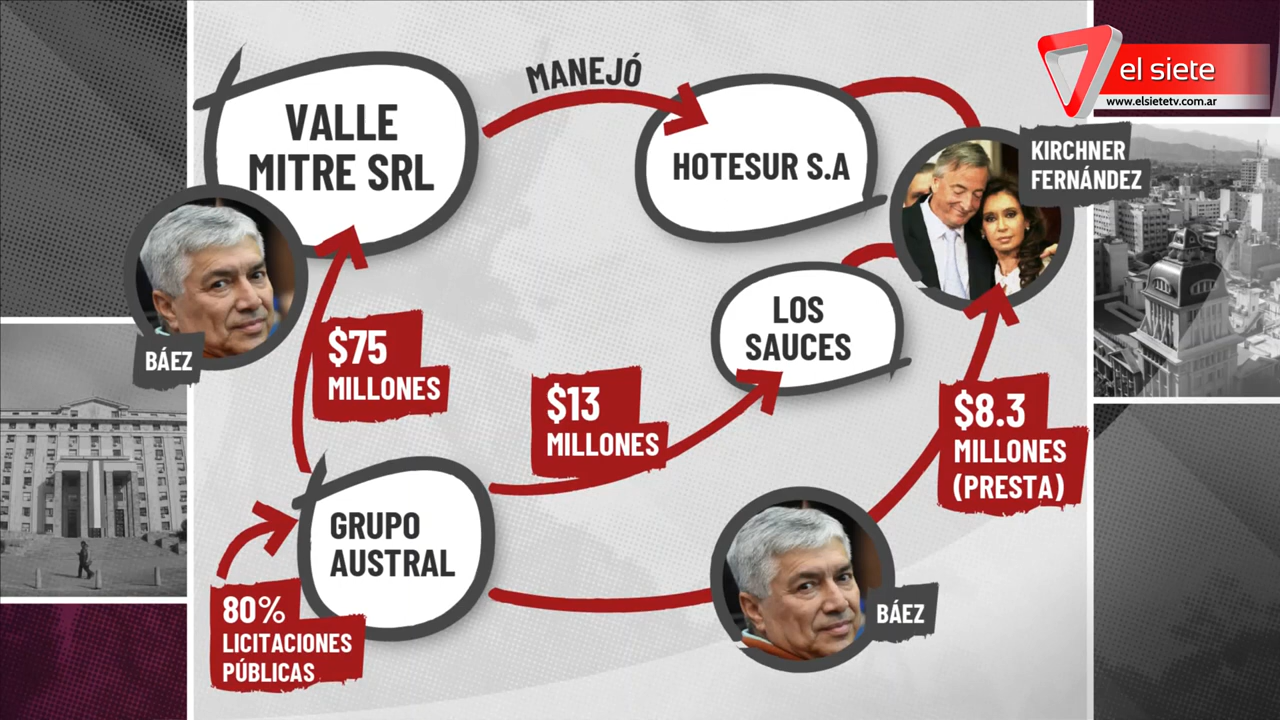 el siete
www.elsietetv.com.ar
MANEJÓ
VALLE
MITRE SRL
HOTESUR S.A
KIRCHNER
FERNÁNDEZ
BÁEZ
LOS
SAUCES
$75
MILLONES
$13
MILLONES
$8.3
MILLONES
(PRESTA)
GRUPO
AUSTRAL
80%
LICITACIONES
PÚBLICAS
BÁEZ